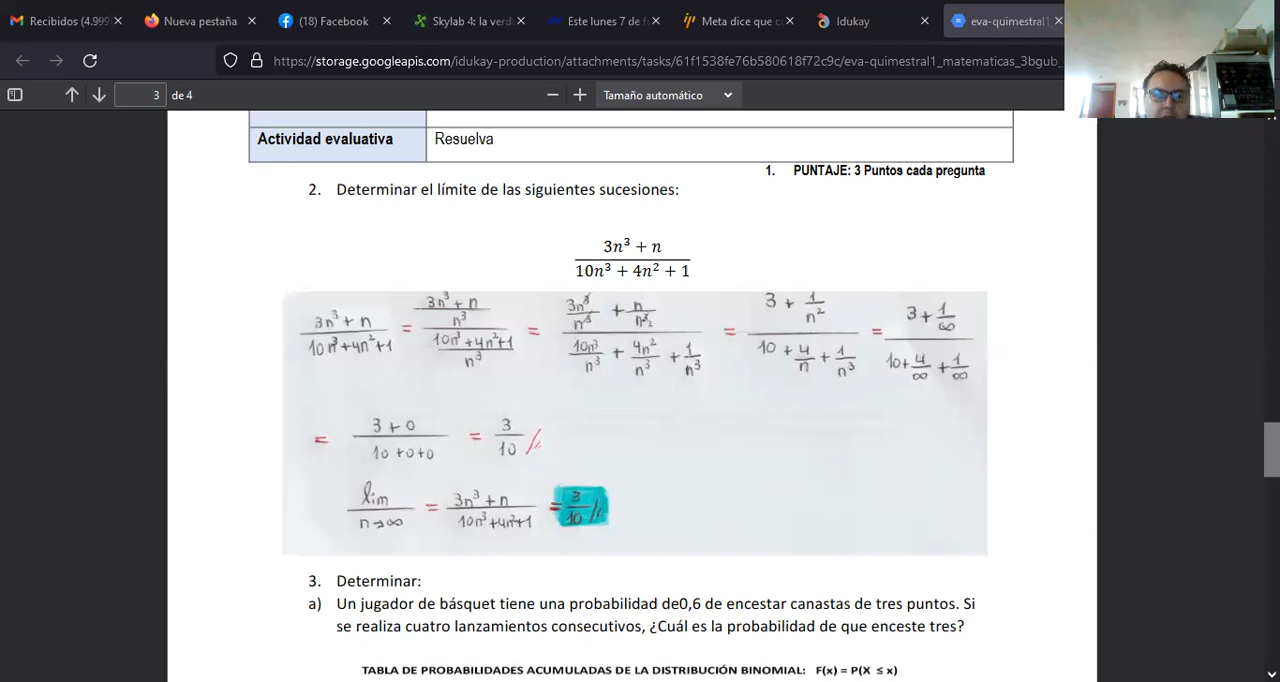 Recibidos (4.999
Nueva pestaña
(18) Facebook
Skylab 4: la verd
Este lunes 7 de f
Meta dice que c
Idukay
eva-quimestral1
https://storage.googleapis.com/idukay-production/attachments/tasks/61f1538fe76b580618f72c9c/eva-quimestral1_matematicas_3bgub_
3 de 4
Tamaño automático
Actividad evaluativa Resuelva
1. PUNTAJE: 3 Puntos cada pregunta
2. Determinar el límite de las siguientes sucesiones:
3n³ + n
10n³ + 4n² + 1
(3n³ + n)/(10n³ + 4n² + 1) = ((3n³ + n)/n³)/((10n³ + 4n² + 1)/n³) = (3n³/n³ + n/n³₂)/(10n³/n³ + 4n²/n³ + 1/n³) = (3 + 1/n²)/(10 + 4/n + 1/n³) = (3 + 1/∞)/(10 + 4/∞ + 1/∞)
= (3 + 0)/(10 + 0 + 0) = 3/10 //
lim/(n→∞) = (3n³ + n)/(10n³ + 4n² + 1) = 3/10 //
3. Determinar:
a) Un jugador de básquet tiene una probabilidad de0,6 de encestar canastas de tres puntos. Si
se realiza cuatro lanzamientos consecutivos, ¿Cuál es la probabilidad de que enceste tres?
TABLA DE PROBABILIDADES ACUMULADAS DE LA DISTRIBUCIÓN BINOMIAL: F(x) = P(X ≤ x)